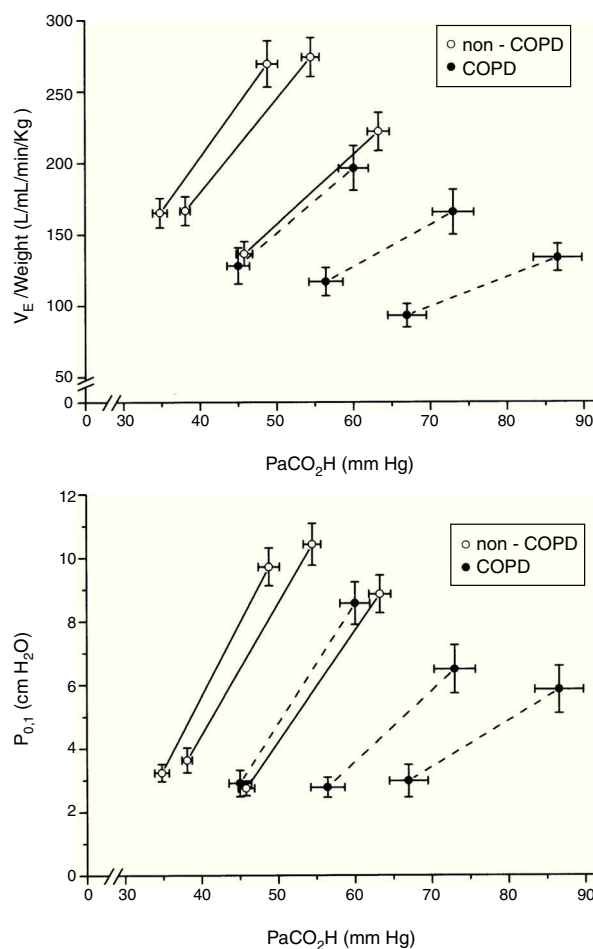 300
250
200
150
100
50
0
V_E /Weight (L/mL/min/Kg)
non - COPD
COPD
0 30 40 50 60 70 80 90
PaCO₂H (mm Hg)
12
10
8
6
4
2
0
P₀,₁ (cm H₂O)
non - COPD
COPD
0 30 40 50 60 70 80 90
PaCO₂H (mm Hg)